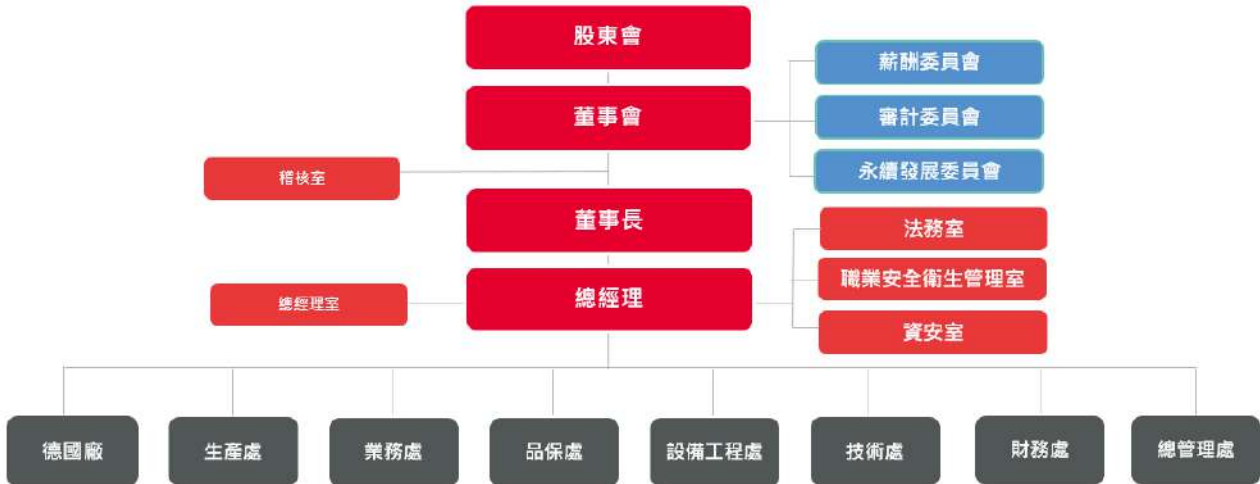 股東會
薪酬委員會
董事會
審計委員會
永續發展委員會
稽核室
董事長
法務室
職業安全衛生管理室
總經理
總經理室
資安室
德國廠
生產處
業務處
品保處
設備工程處
技術處
財務處
總管理處